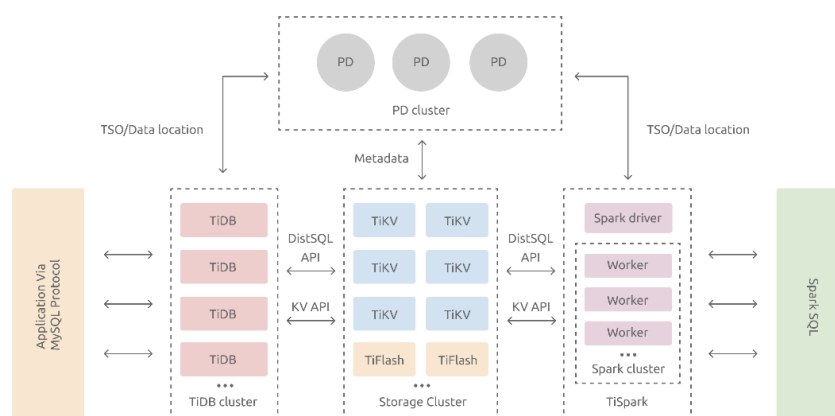 PD
PD
PD
PD cluster
TSO/Data location
TSO/Data location
Metadata
Application Via
MySQL Protocol
TiDB
TiDB
TiDB
TiDB
•••
TiDB cluster
DistSQL
API
KV API
TiKV
TiKV
TiKV
TiKV
TiKV
TiKV
TiFlash
TiFlash
•••
Storage Cluster
DistSQL
API
KV API
Spark driver
Worker
Worker
Worker
•••
Spark cluster
TiSpark
Spark SQL